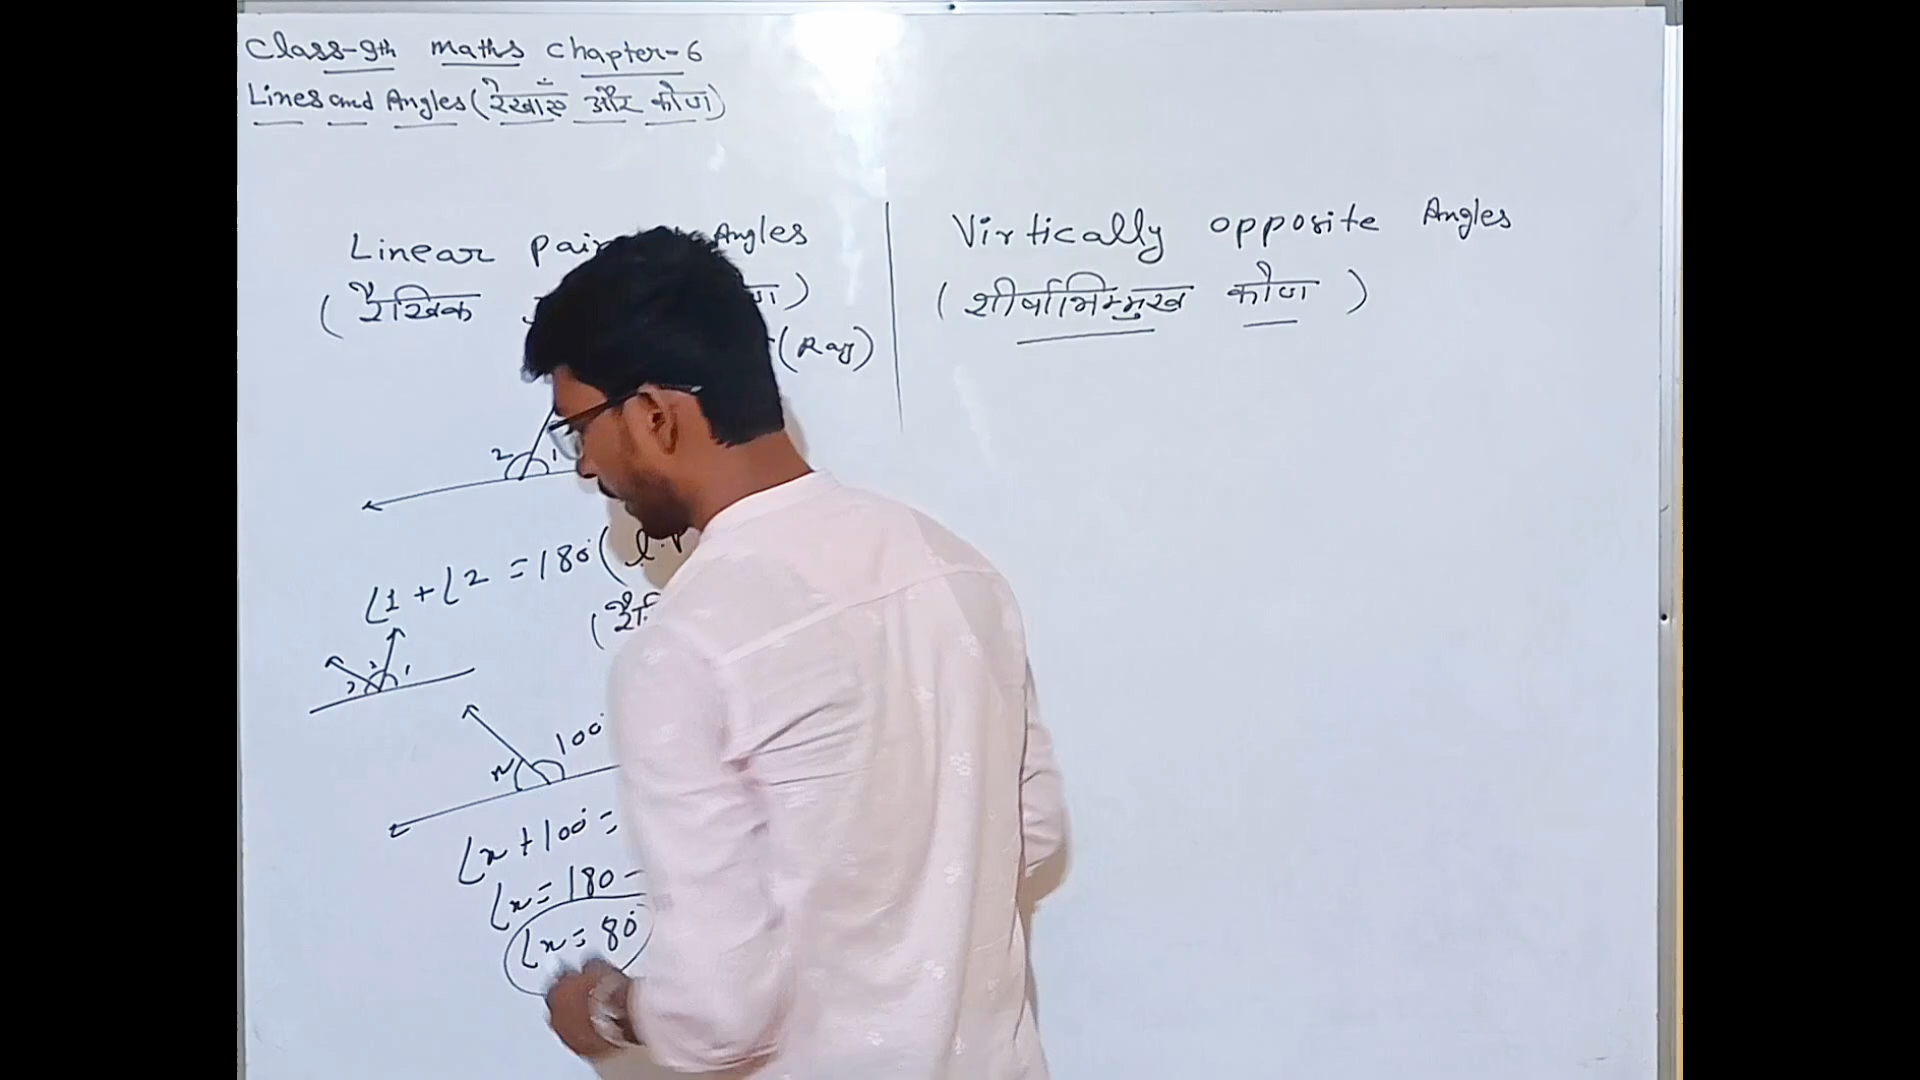 Class-9th maths Chapter-6
Lines and Angles (रेखाएं और कोण)
Linear pair Angles
(रैखिक
(Ray)
2 1
∠1 + ∠2 = 180° (l.p
(रै
3 2 1
x 100°
∠x + 100° =
∠x = 180 -
∠x = 80°
Virtically opposite Angles
(शीर्षाभिम्मुख कोण)